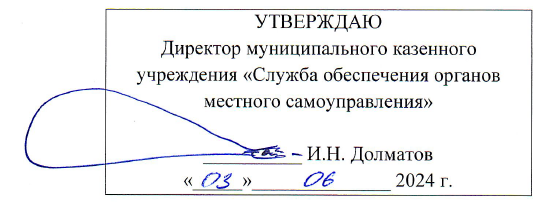 УТВЕРЖДАЮ
Директор муниципального казенного
учреждения «Служба обеспечения органов
местного самоуправления»
И.Н. Долматов
« 03 » 06 2024 г.